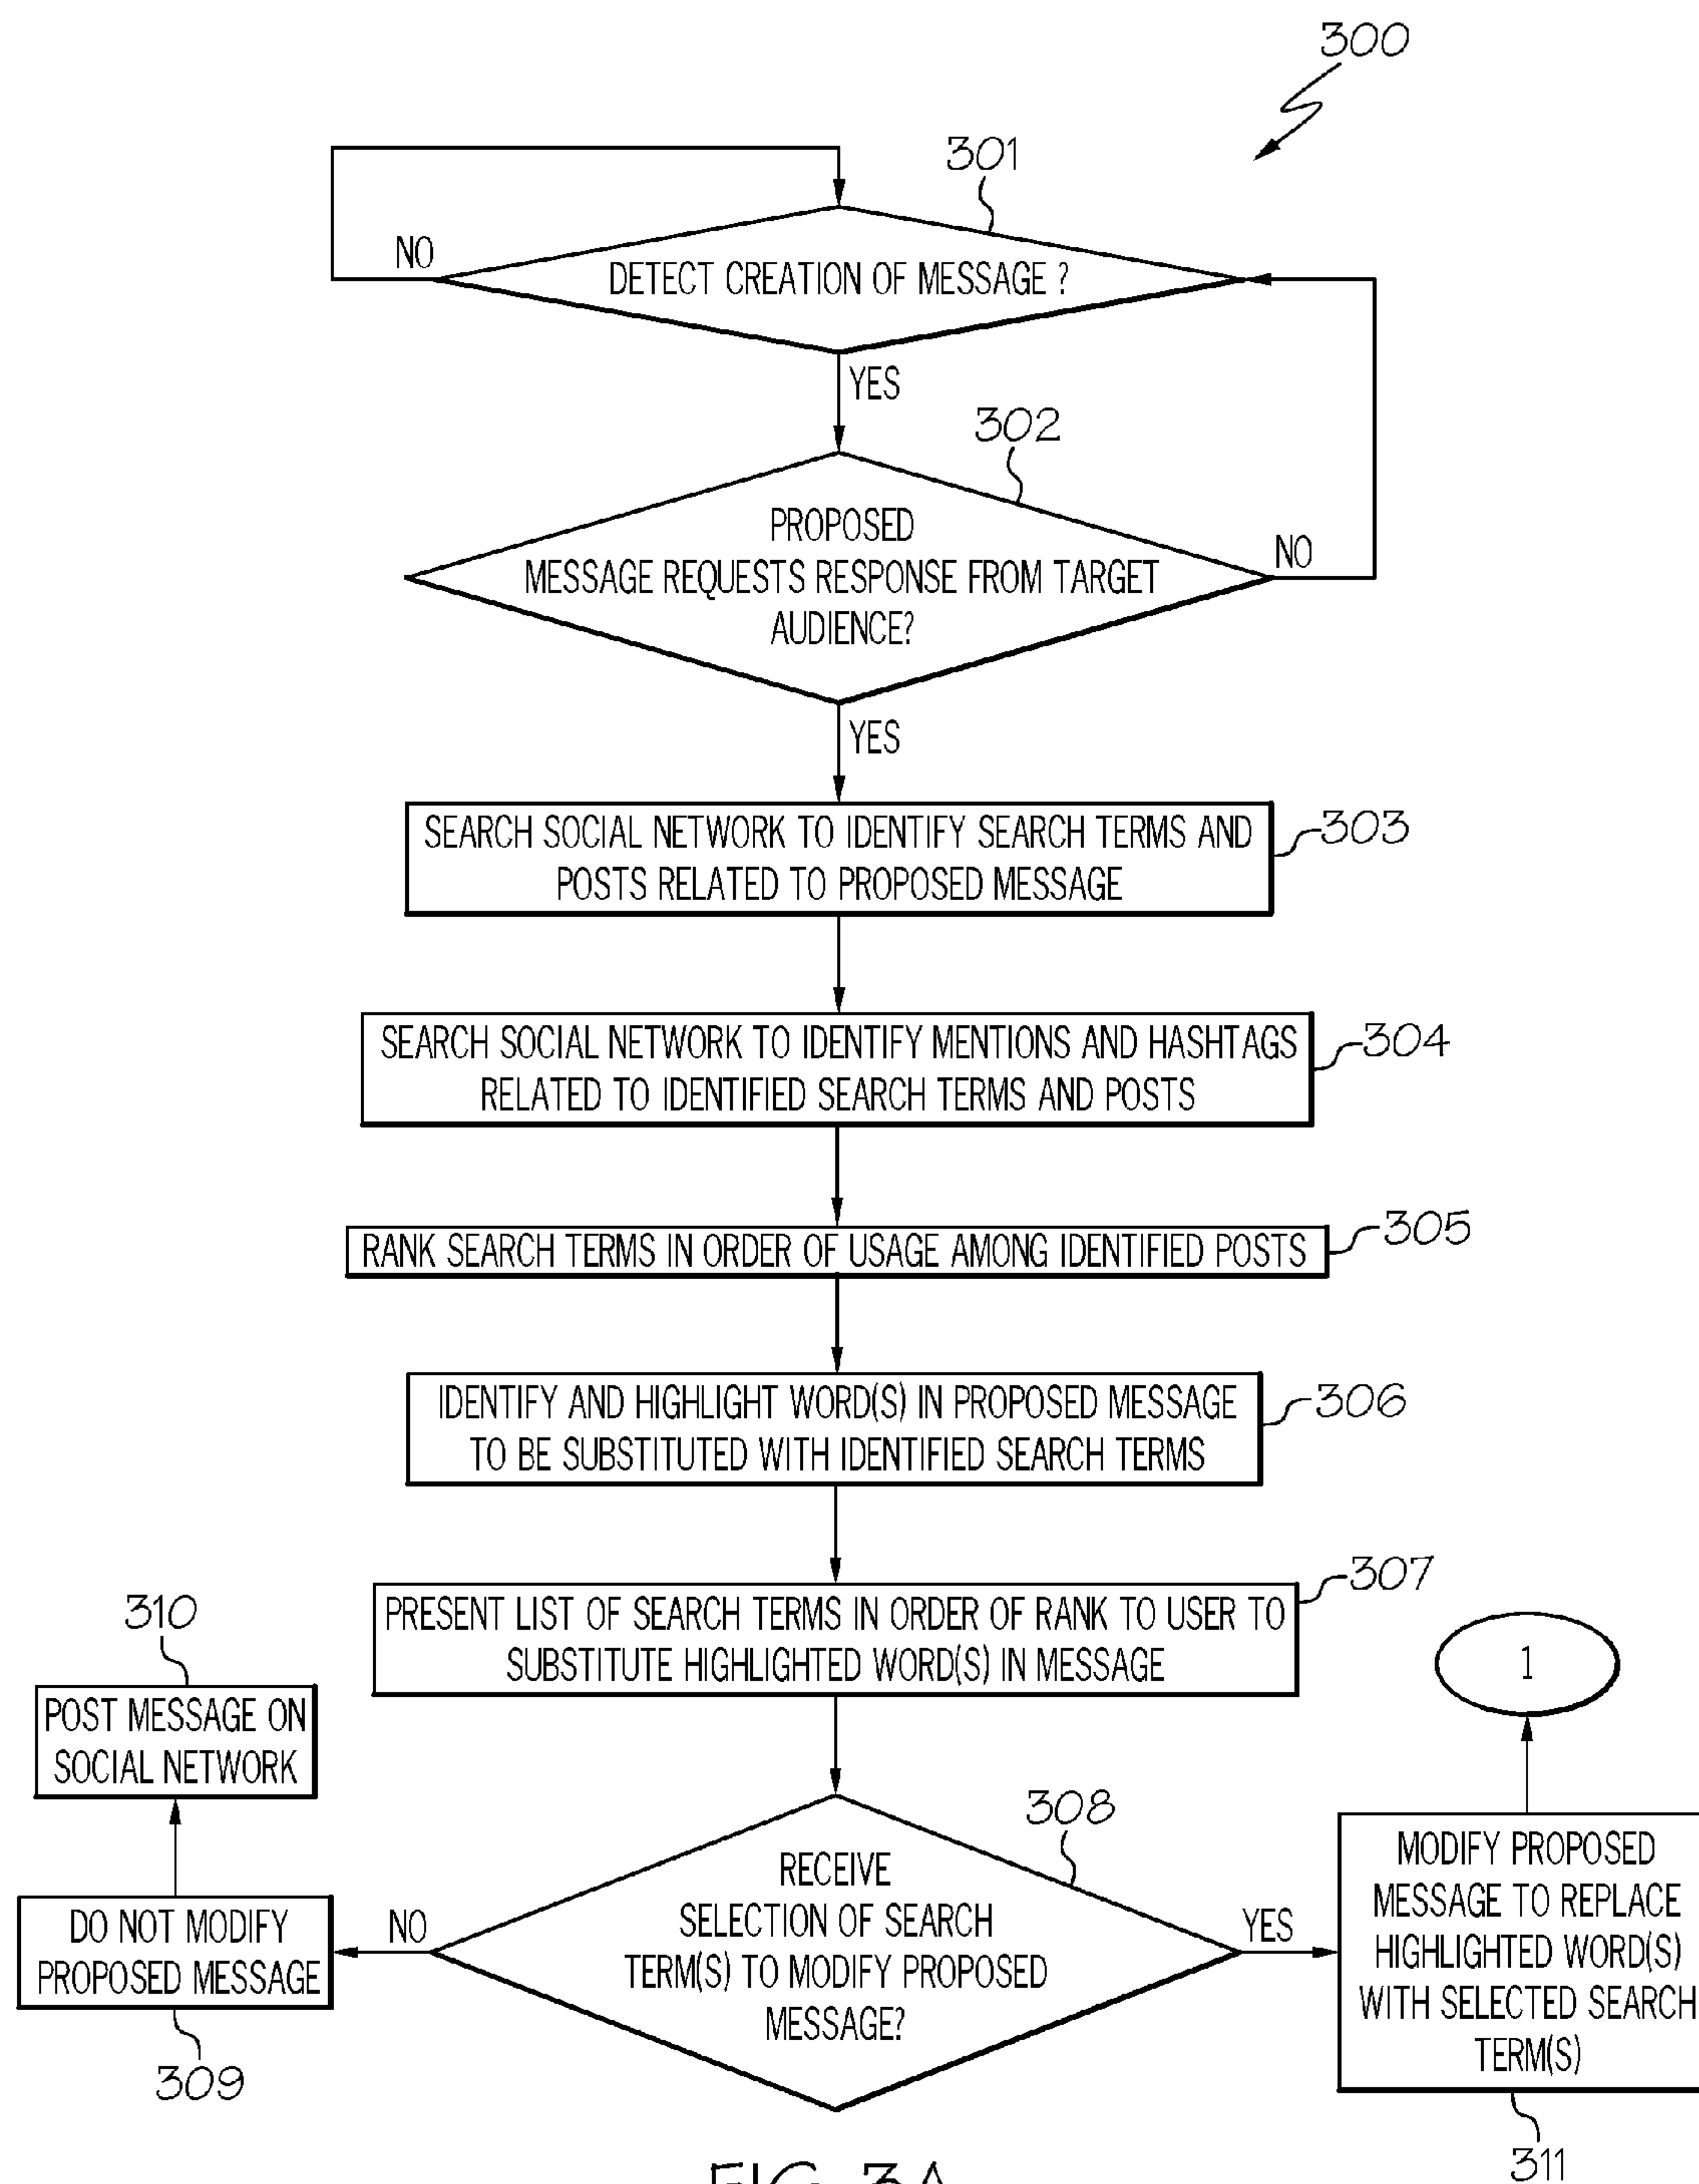 300
301
NO
DETECT CREATION OF MESSAGE ?
YES
302
PROPOSED
MESSAGE REQUESTS RESPONSE FROM TARGET
AUDIENCE?
NO
YES
SEARCH SOCIAL NETWORK TO IDENTIFY SEARCH TERMS AND
POSTS RELATED TO PROPOSED MESSAGE
303
SEARCH SOCIAL NETWORK TO IDENTIFY MENTIONS AND HASHTAGS
RELATED TO IDENTIFIED SEARCH TERMS AND POSTS
304
RANK SEARCH TERMS IN ORDER OF USAGE AMONG IDENTIFIED POSTS
305
IDENTIFY AND HIGHLIGHT WORD(S) IN PROPOSED MESSAGE
TO BE SUBSTITUTED WITH IDENTIFIED SEARCH TERMS
306
PRESENT LIST OF SEARCH TERMS IN ORDER OF RANK TO USER TO
SUBSTITUTE HIGHLIGHTED WORD(S) IN MESSAGE
307
310
POST MESSAGE ON
SOCIAL NETWORK
1
308
RECEIVE
SELECTION OF SEARCH
TERM(S) TO MODIFY PROPOSED
MESSAGE?
NO
YES
DO NOT MODIFY
PROPOSED MESSAGE
309
MODIFY PROPOSED
MESSAGE TO REPLACE
HIGHLIGHTED WORD(S)
WITH SELECTED SEARCH
TERM(S)
311
FIG. 3A